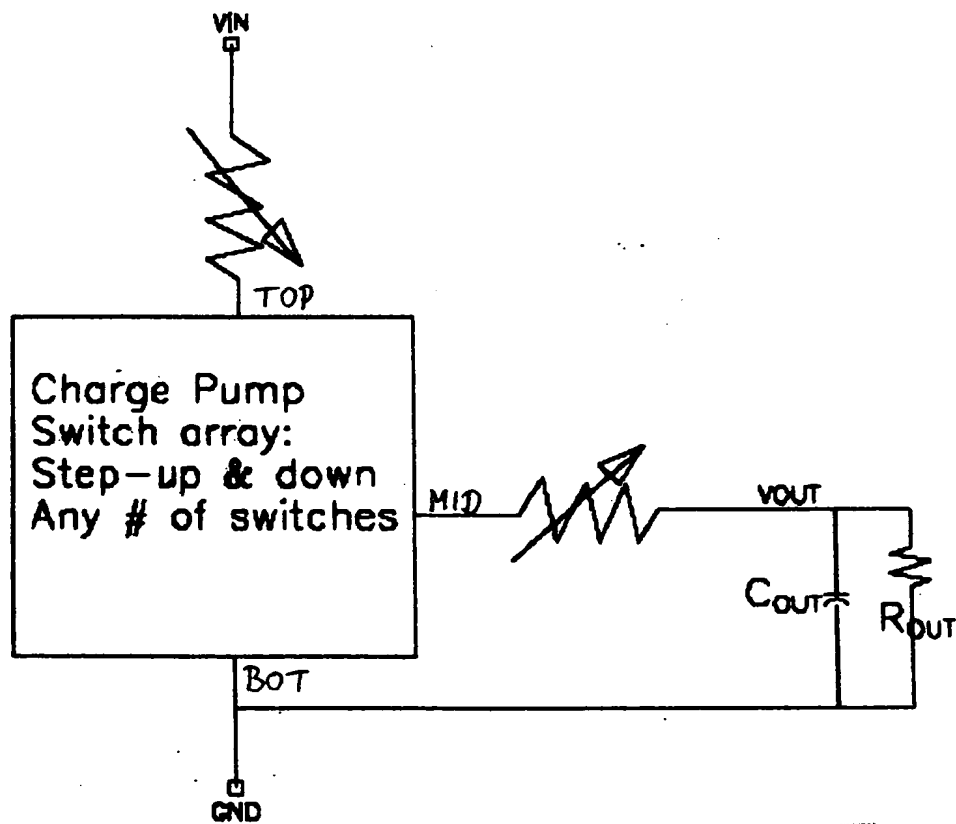 VIN
TOP
Charge Pump
Switch array:
Step-up & down
Any # of switches
MID
VOUT
COUT
ROUT
BOT
GND